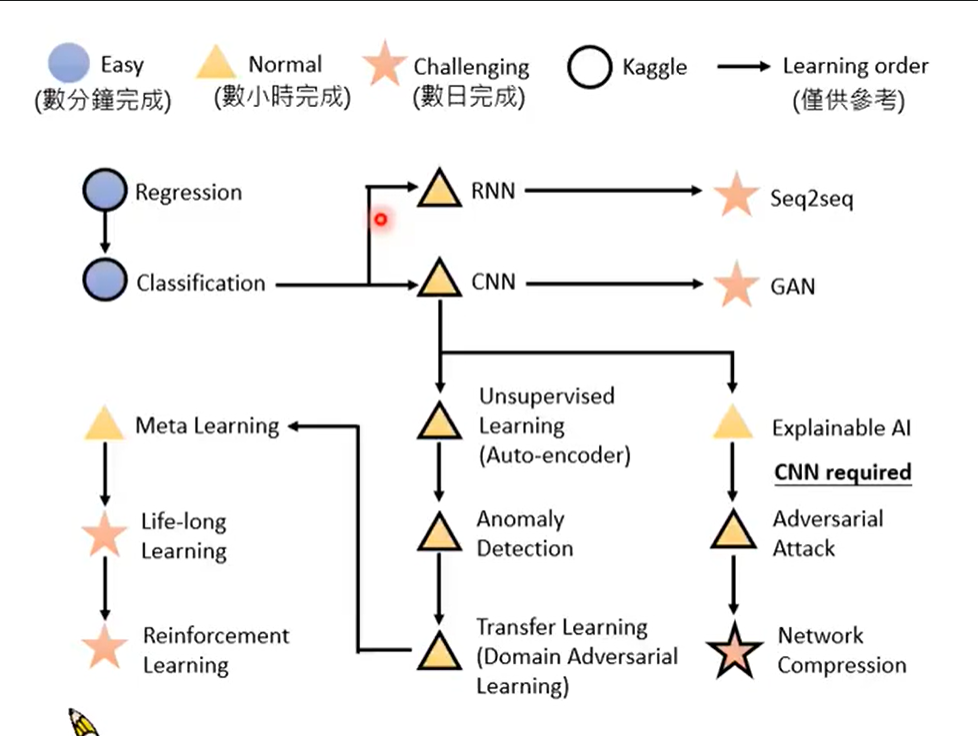 Easy
(數分鐘完成)
Normal
(數小時完成)
Challenging
(數日完成)
Kaggle
Learning order
(僅供參考)
Regression
RNN
Seq2seq
Classification
CNN
GAN
Meta Learning
Unsupervised
Learning
(Auto-encoder)
Explainable AI
CNN required
Life-long
Learning
Anomaly
Detection
Adversarial
Attack
Reinforcement
Learning
Transfer Learning
(Domain Adversarial
Learning)
Network
Compression